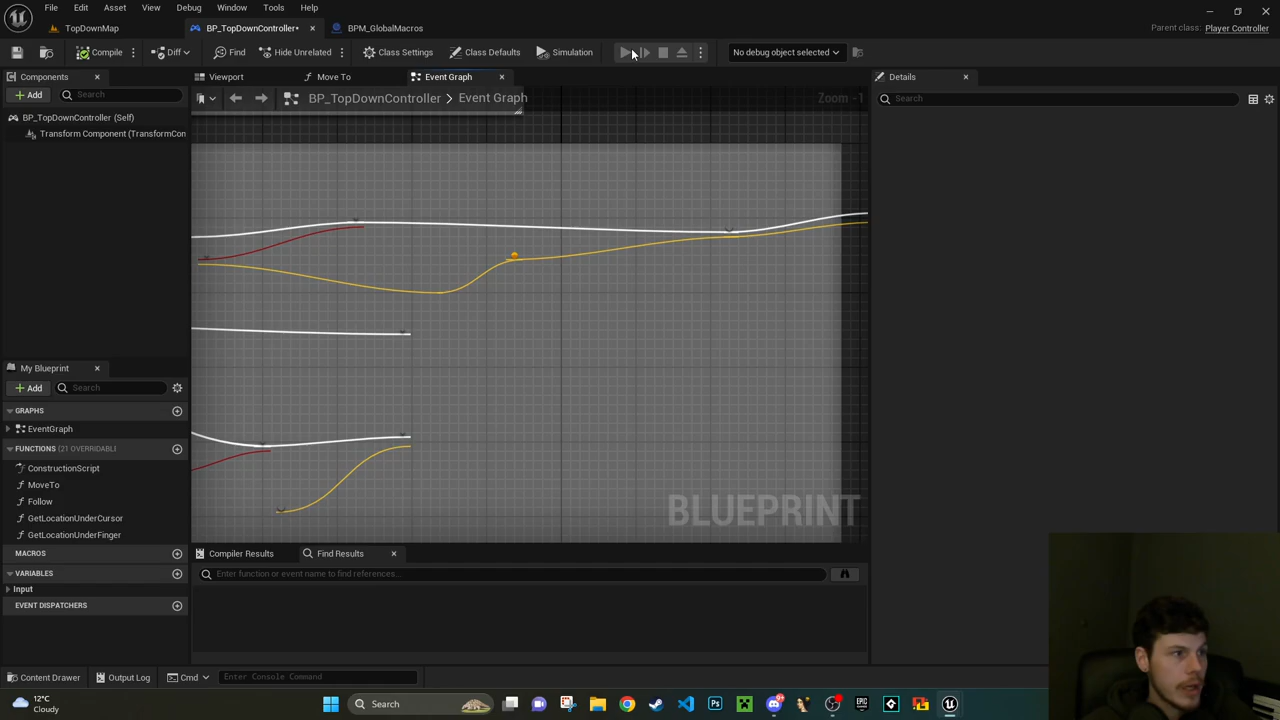 File Edit Asset View Debug Window Tools Help
TopDownMap BP_TopDownController• BPM_GlobalMacros Parent class: Player Controller
Compile Diff Find Hide Unrelated Class Settings Class Defaults Simulation No debug object selected
Components Viewport Move To Event Graph Details
Add Search BP_TopDownController > Event Graph Zoom -1 Search
BP_TopDownController (Self)
Transform Component (TransformCon
My Blueprint
Add Search
GRAPHS
EventGraph
FUNCTIONS (21 OVERRIDABL
ConstructionScript
MoveTo
Follow
GetLocationUnderCursor
GetLocationUnderFinger
MACROS
VARIABLES
Input
EVENT DISPATCHERS
BLUEPRINT
Compiler Results Find Results
Enter function or event name to find references...
Content Drawer Output Log Cmd Enter Console Command
12°C
Cloudy
Search